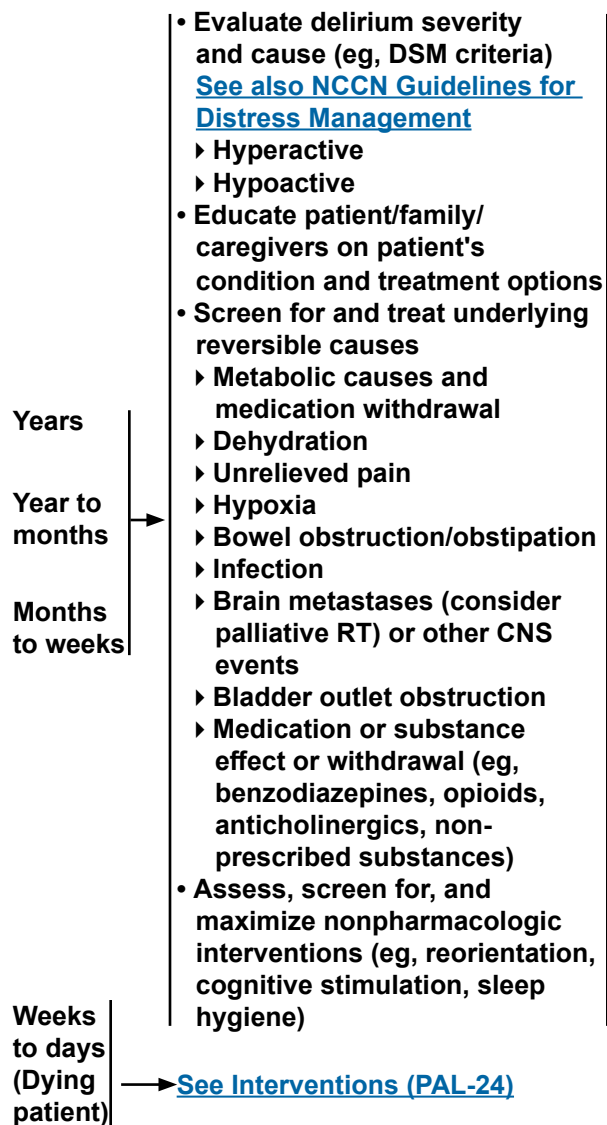 • Evaluate delirium severity
and cause (eg, DSM criteria)
See also NCCN Guidelines for
Distress Management
▸ Hyperactive
▸ Hypoactive
• Educate patient/family/
caregivers on patient's
condition and treatment options
• Screen for and treat underlying
reversible causes
▸ Metabolic causes and
medication withdrawal
▸ Dehydration
▸ Unrelieved pain
▸ Hypoxia
▸ Bowel obstruction/obstipation
▸ Infection
▸ Brain metastases (consider
palliative RT) or other CNS
events
▸ Bladder outlet obstruction
▸ Medication or substance
effect or withdrawal (eg,
benzodiazepines, opioids,
anticholinergics, non-
prescribed substances)
• Assess, screen for, and
maximize nonpharmacologic
interventions (eg, reorientation,
cognitive stimulation, sleep
hygiene)
Years
Year to
months
Months
to weeks
Weeks
to days
(Dying
patient)
See Interventions (PAL-24)